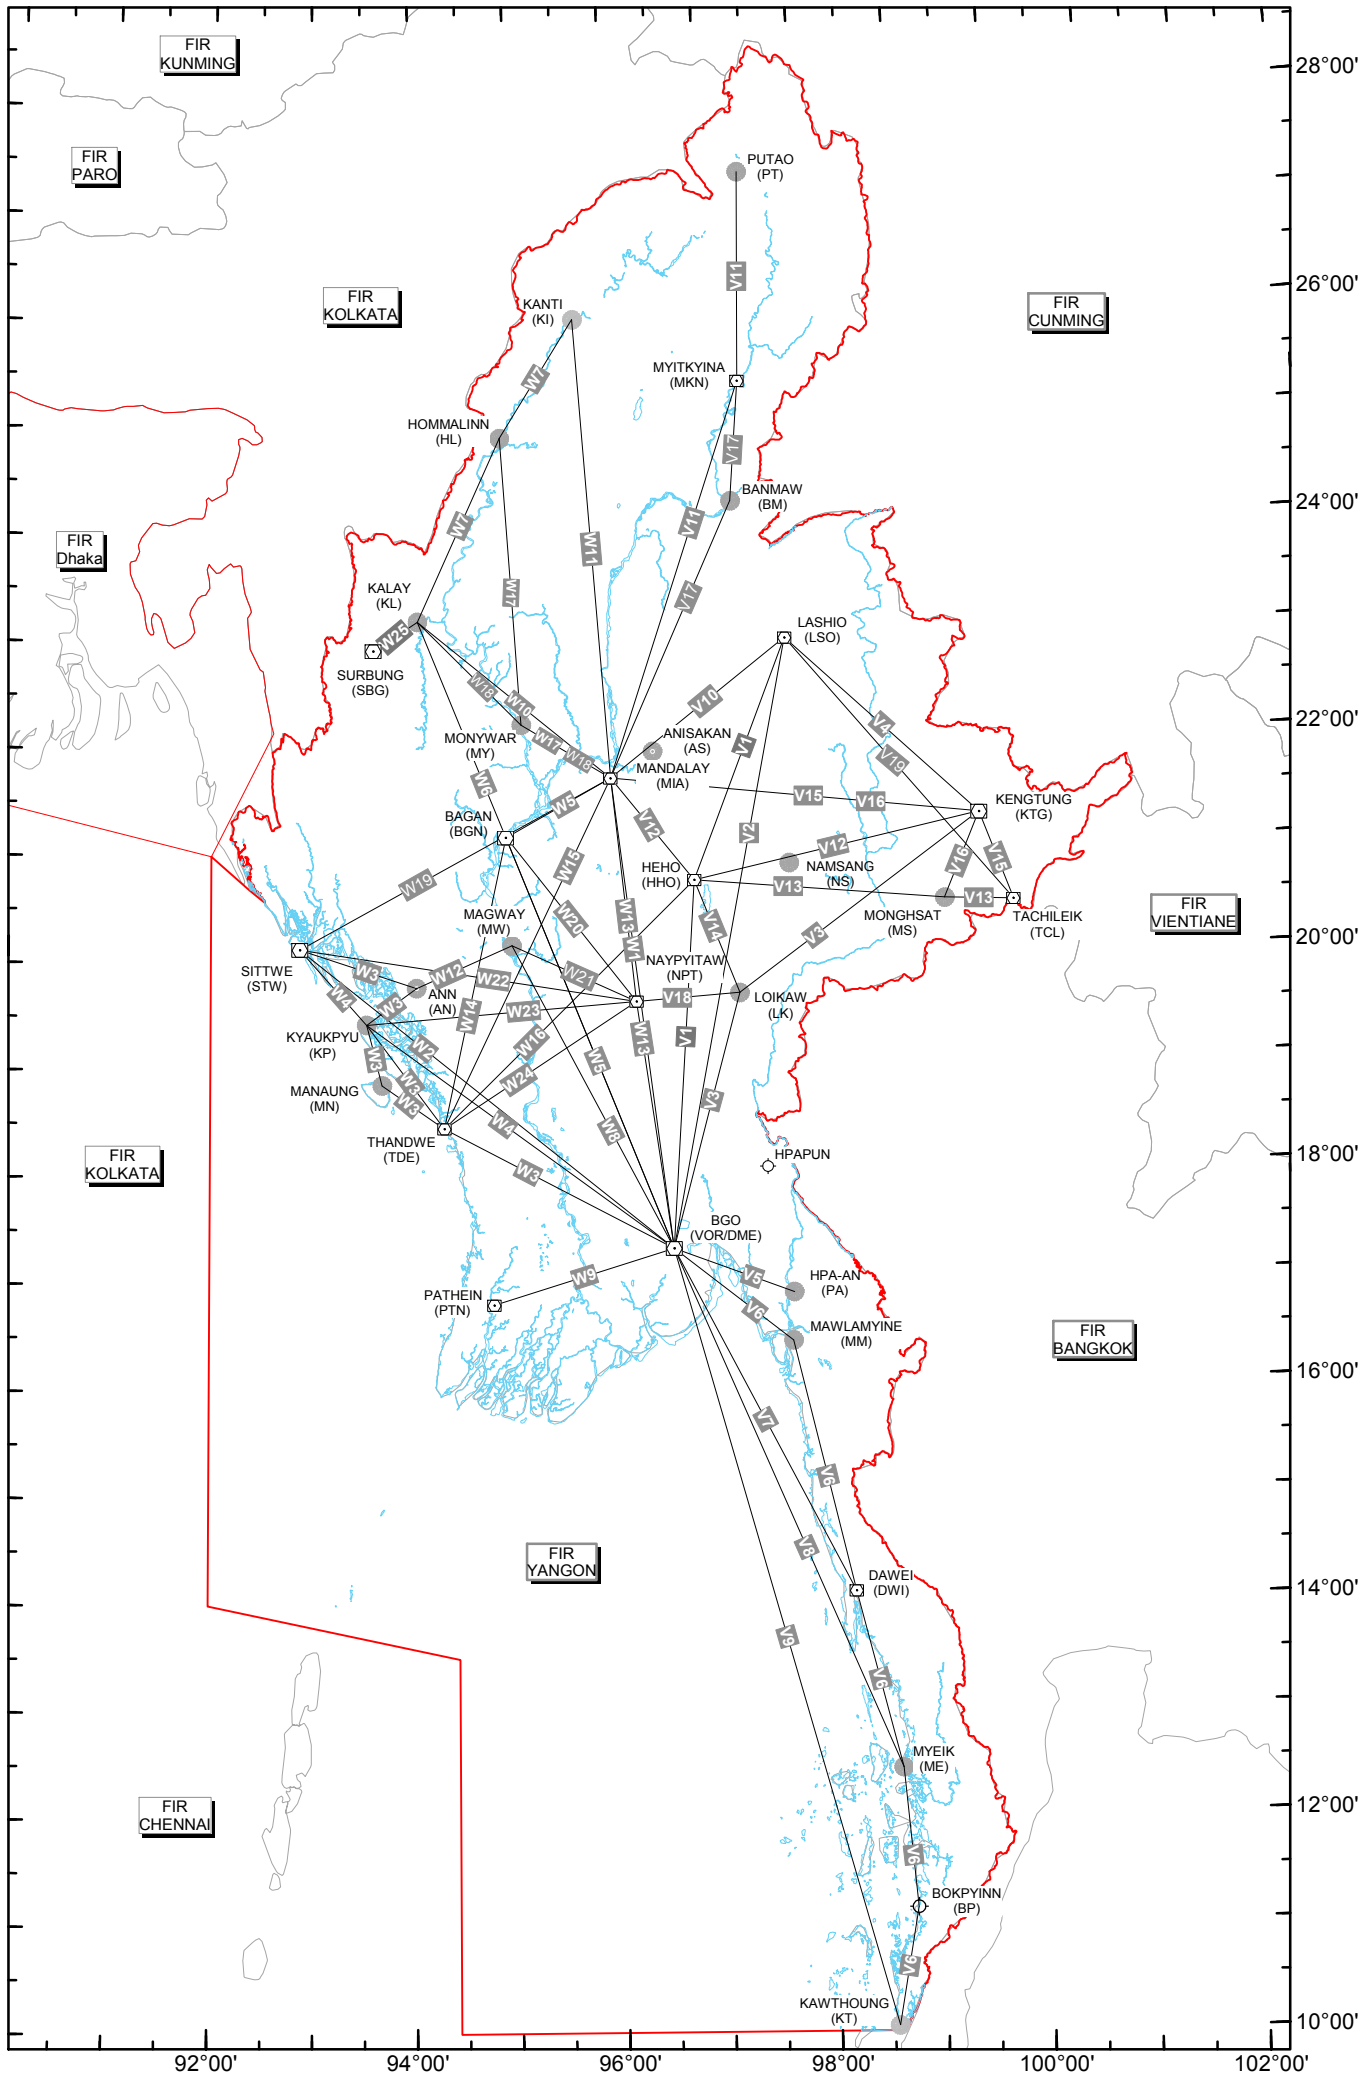 FIR
KUNMING
28°00'
FIR
PARO
PUTAO
(PT)
V11
26°00'
FIR
KOLKATA
KANTI
(KI)
FIR
CUNMING
MYITKYINA
(MKN)
W7
HOMMALINN
(HL)
V17
BANMAW
(BM)
24°00'
FIR
Dhaka
W7
V11
W11
KALAY
(KL)
W17
V17
W25
LASHIO
(LSO)
SURBUNG
(SBG)
W18
W10
V10
V4
22°00'
MONYWAR
(MY)
W17
W18
ANISAKAN
(AS)
V1
V19
MANDALAY
(MIA)
W6
W5
V15
V16
KENGTUNG
(KTG)
BAGAN
(BGN)
V12
V2
V12
V15
W19
W15
HEHO
(HHO)
NAMSANG
(NS)
V16
V13
V13
MONGHSAT
(MS)
TACHILEIK
(TCL)
FIR
VIENTIANE
MAGWAY
(MW)
W20
W13
V14
V3
20°00'
SITTWE
(STW)
W3
W12
W22
W21
W1
NAYPYITAW
(NPT)
ANN
(AN)
W4
W3
W14
W23
V18
LOIKAW
(LK)
KYAUKPYU
(KP)
W2
W16
W13
V1
W3
W3
W24
W5
MANAUNG
(MN)
W3
W4
W8
V3
THANDWE
(TDE)
W3
18°00'
FIR
KOLKATA
HPAPUN
BGO
(VOR/DME)
W9
V5
HPA-AN
(PA)
PATHEIN
(PTN)
V6
MAWLAMYINE
(MM)
FIR
BANGKOK
16°00'
V7
V6
V8
FIR
YANGON
DAWEI
(DWI)
14°00'
V9
V6
MYEIK
(ME)
FIR
CHENNAI
12°00'
V6
BOKPYINN
(BP)
V6
KAWTHOUNG
(KT)
10°00'
92°00'
94°00'
96°00'
98°00'
100°00'
102°00'